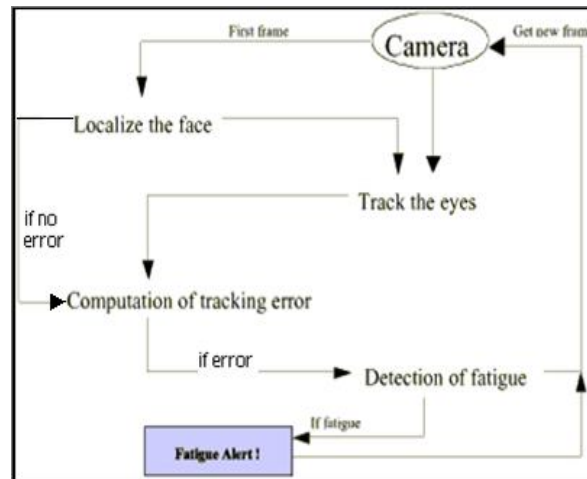 First frame
Camera
Get new fram
Localize the face
Track the eyes
if no
error
Computation of tracking error
if error
Detection of fatigue
If fatigue
Fatigue Alert !